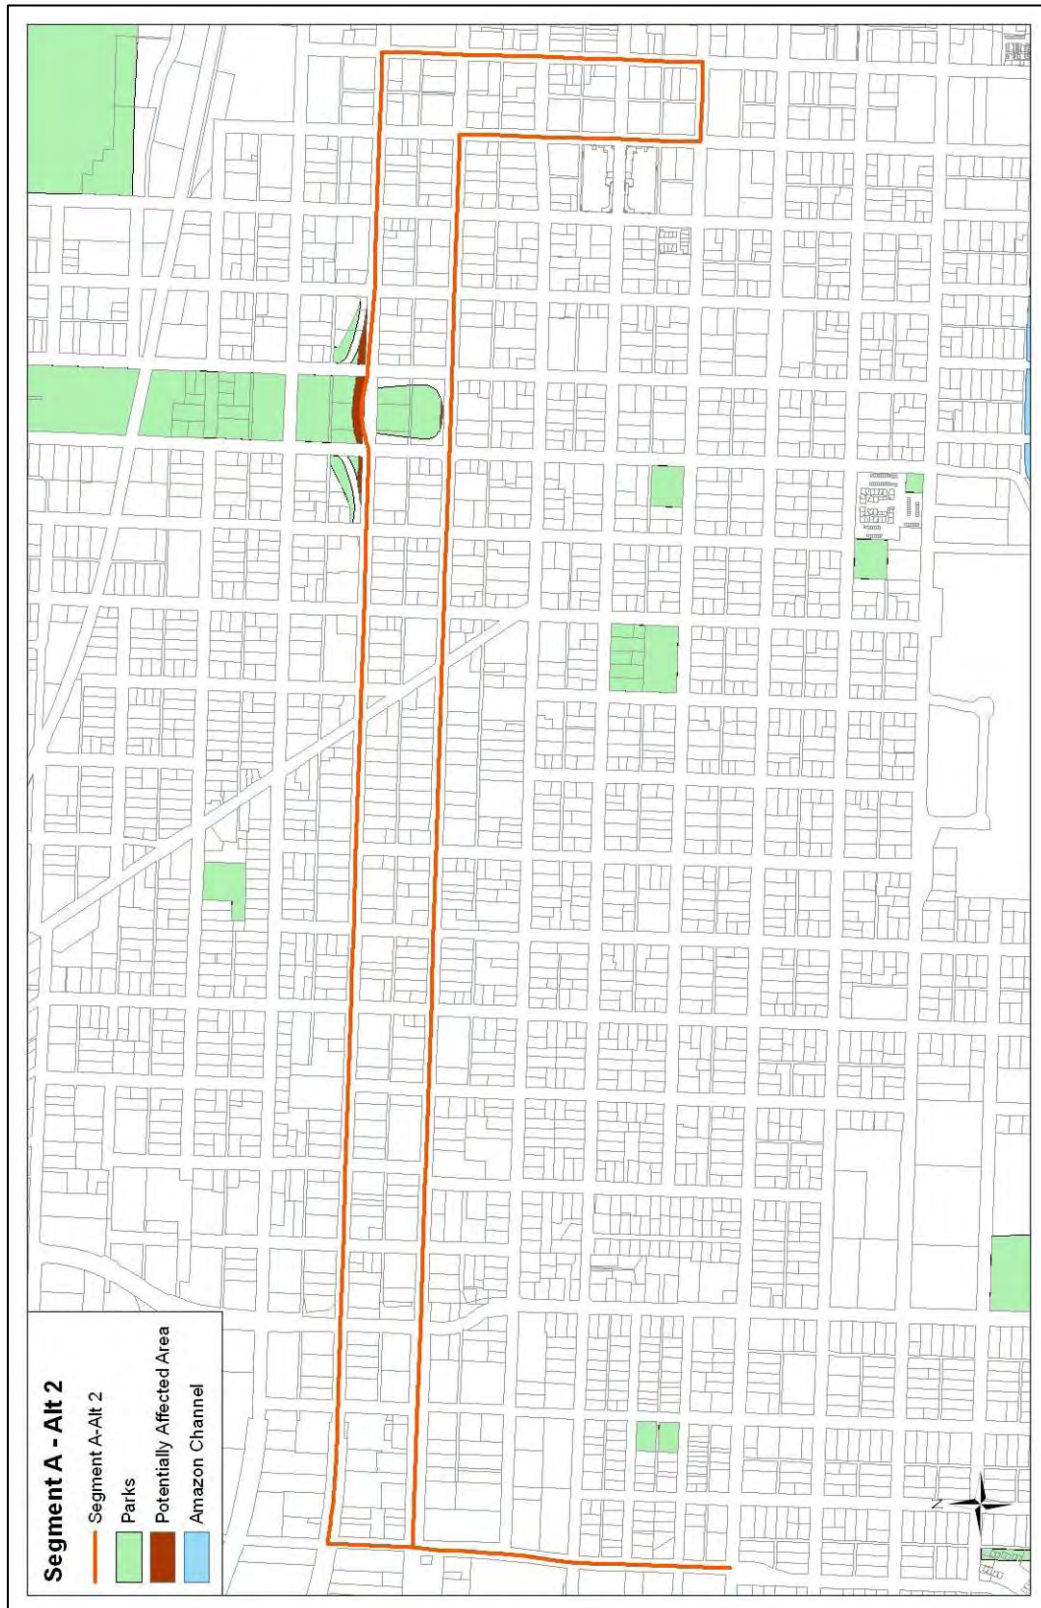 Segment A - Alt 2
Segment A-Alt 2
Parks
Potentially Affected Area
Amazon Channel
N